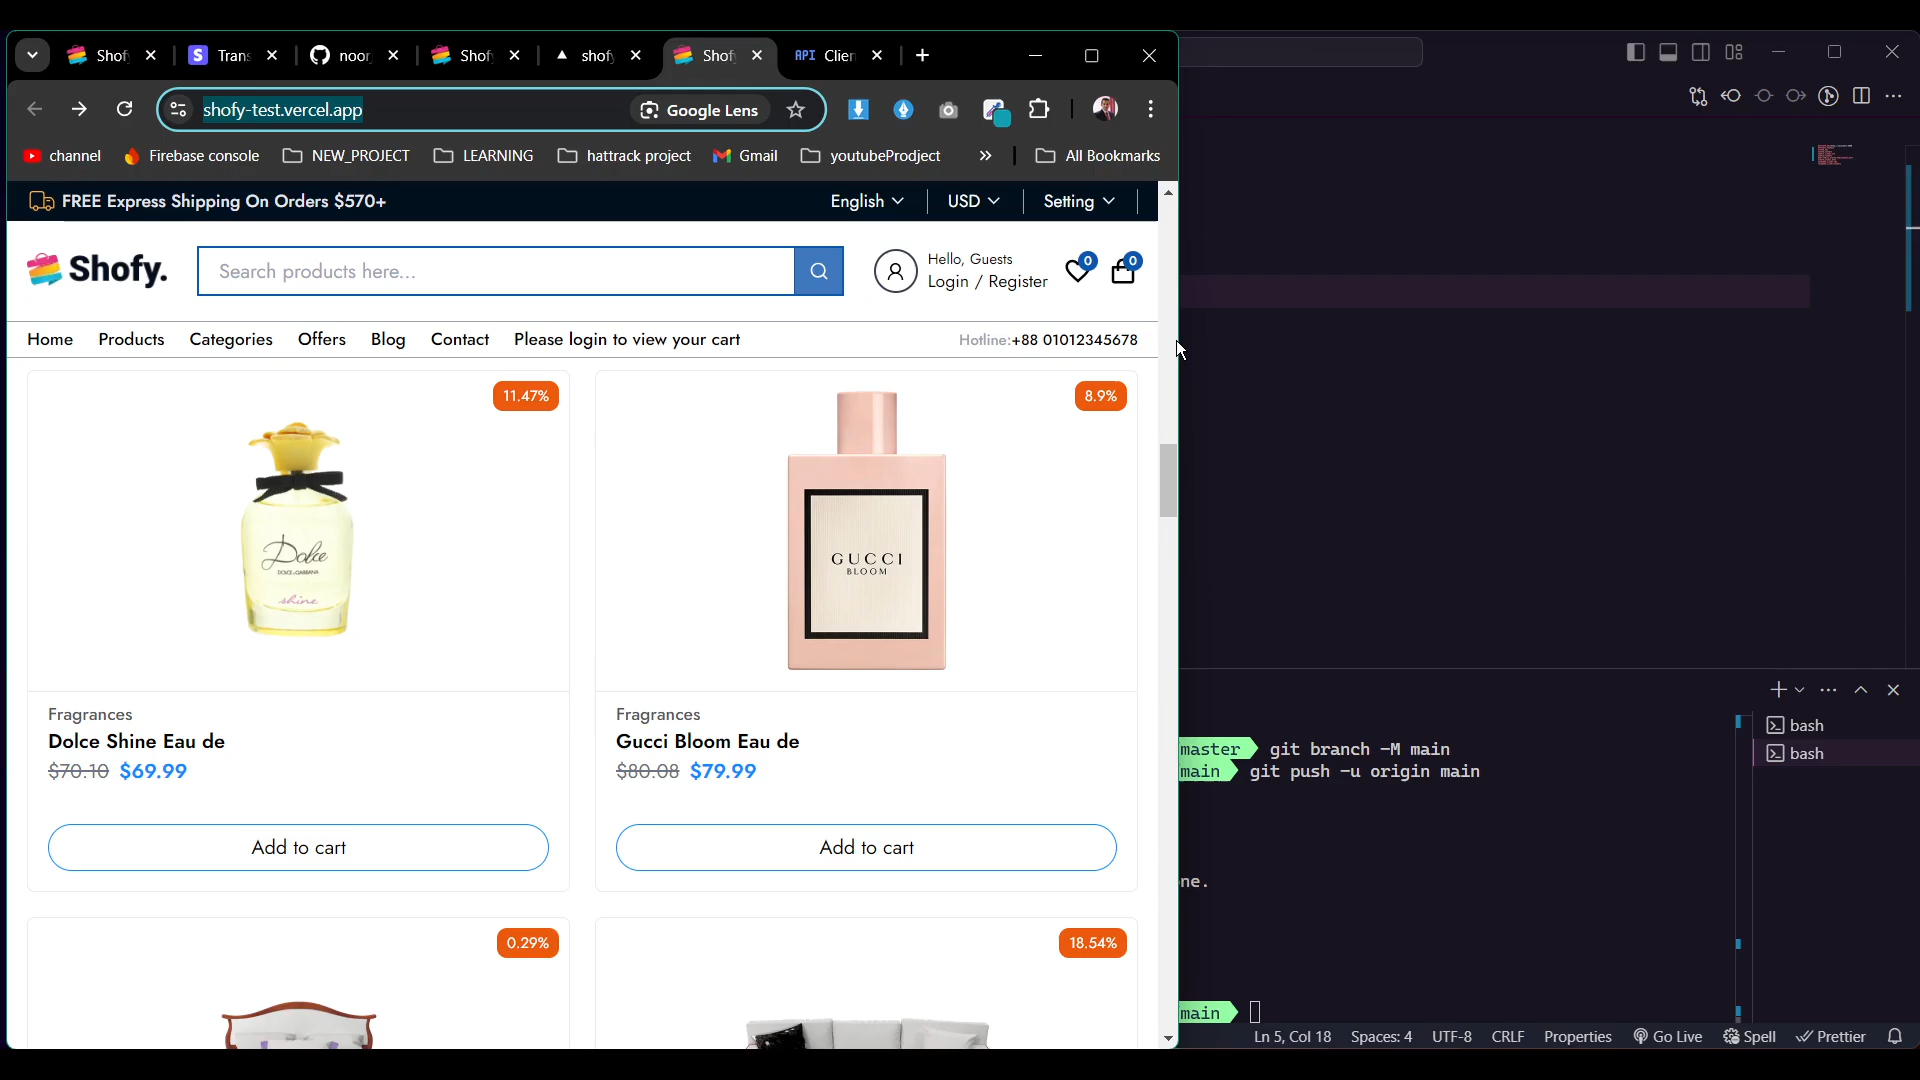 Shof
Tran
noor
Shof
shof
Shof
API Clien
shofy-test.vercel.app
Google Lens
channel
Firebase console
NEW_PROJECT
LEARNING
hattrack project
Gmail
youtubeProdject
All Bookmarks
FREE Express Shipping On Orders $570+
English
USD
Setting
Shofy.
Search products here...
Hello, Guests
Login / Register
0
0
Home
Products
Categories
Offers
Blog
Contact
Please login to view your cart
Hotline:+88 01012345678
11.47%
Dolce
DOLCE & GABBANA
shine
Fragrances
Dolce Shine Eau de
$70.10 $69.99
Add to cart
8.9%
GUCCI
BLOOM
Fragrances
Gucci Bloom Eau de
$80.08 $79.99
Add to cart
0.29%
18.54%
master git branch -M main
main git push -u origin main
ne.
main
bash
bash
Ln 5, Col 18
Spaces: 4
UTF-8
CRLF
Properties
Go Live
Spell
Prettier